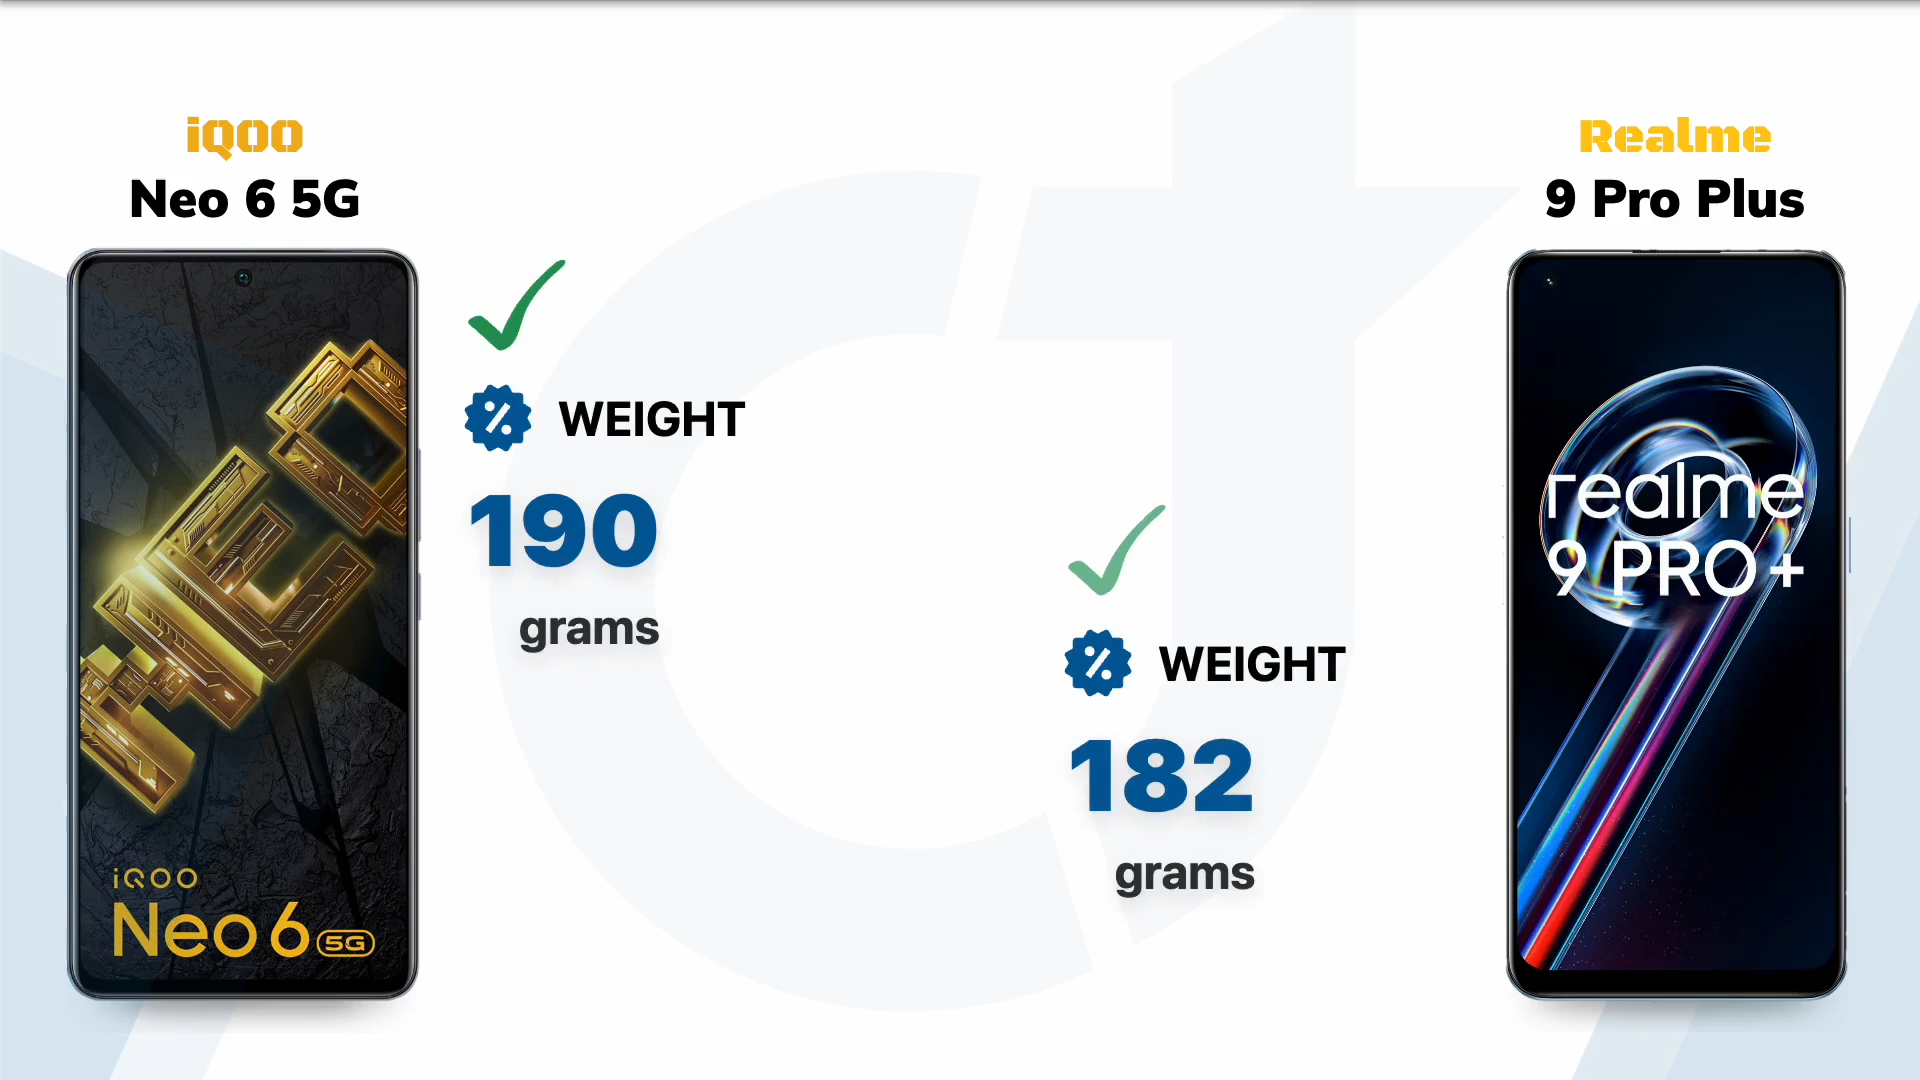 iQOO
Neo 6 5G
WEIGHT
190
grams
iQOO
Neo 6 5G
Realme
9 Pro Plus
WEIGHT
182
grams
realme
9 PRO+